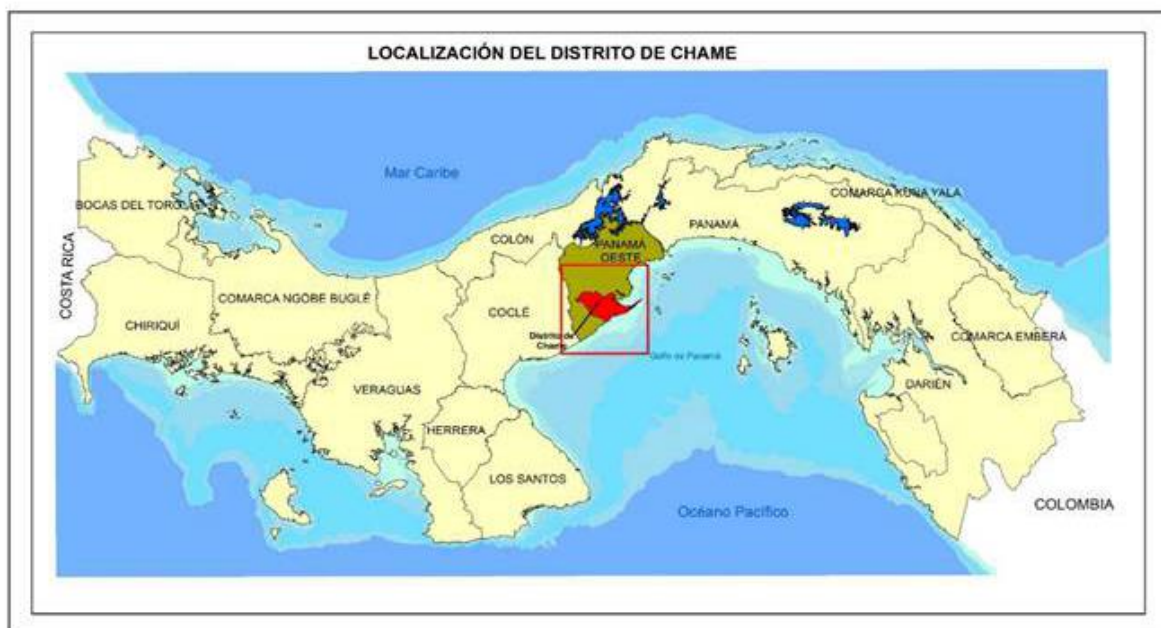 LOCALIZACIÓN DEL DISTRITO DE CHAME
Mar Caribe
BOCAS DEL TORO
COSTA RICA
CHIRIQUÍ
COMARCA NGÖBE BUGLÉ
COLÓN
COCLÉ
PANAMÁ
OESTE
PANAMÁ
COMARCA KUNA YALA
Distrito de
Chame
Golfo de Panamá
VERAGUAS
HERRERA
LOS SANTOS
COMARCA EMBERÁ
DARIÉN
COLOMBIA
Océano Pacífico